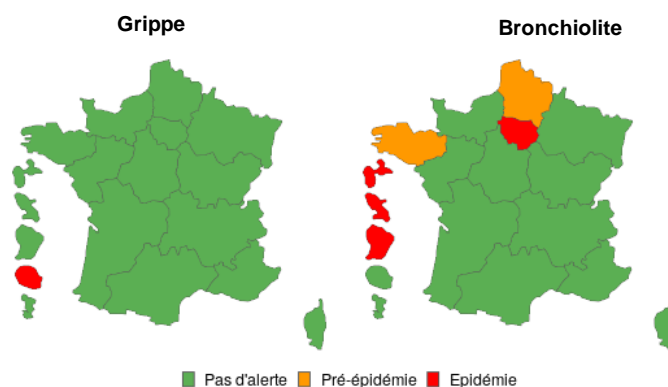 Grippe
Bronchiolite
Pas d'alerte
Pré-épidémie
Epidémie